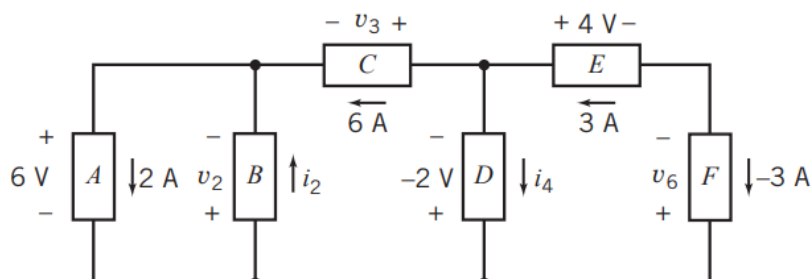 − v₃ +
+ 4 V −
C
E
6 A
3 A
+
−
−
−
6 V
A
2 A
v₂
B
i₂
−2 V
D
i₄
v₆
F
−3 A
−
+
+
+